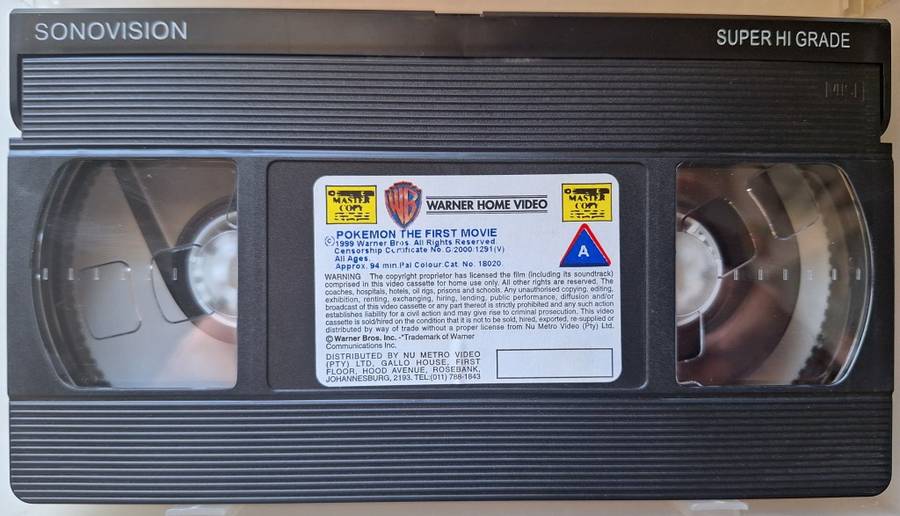 SONOVISION
SUPER HI GRADE
VHS
MASTER
COPY
WB
WARNER HOME VIDEO
MASTER
COPY
POKEMON THE FIRST MOVIE
©1999 Warner Bros. All Rights Reserved.
Censorship Certificate No.G:2000:1291(V)
All Ages.
Approx. 94 min.Pal Colour.Cat. No. 18020
A
WARNING The copyright proprietor has licensed the film (including its soundtrack)
comprised in this video cassette for home use only. All other rights are reserved. The
coaches, hospitals, hotels, oil rigs, prisons and schools. Any unauthorised copying, editing,
exhibition, renting, exchanging, hiring, lending, public performance, diffusion and/or
broadcast of this video cassette or any part thereof is strictly prohibited and any such action
establishes liability for a civil action and may give rise to criminal prosecution. This video
cassette is sold/hired on the condition that it is not to be sold, hired, exported, re-supplied or
distributed by way of trade without a proper license from Nu Metro Video (Pty) Ltd.
©Warner Bros. Inc. -*Trademark of Warner
Communications Inc.
DISTRIBUTED BY NU METRO VIDEO
(PTY) LTD, GALLO HOUSE, FIRST
FLOOR, HOOD AVENUE, ROSEBANK,
JOHANNESBURG, 2193. TEL:(011) 788-1843